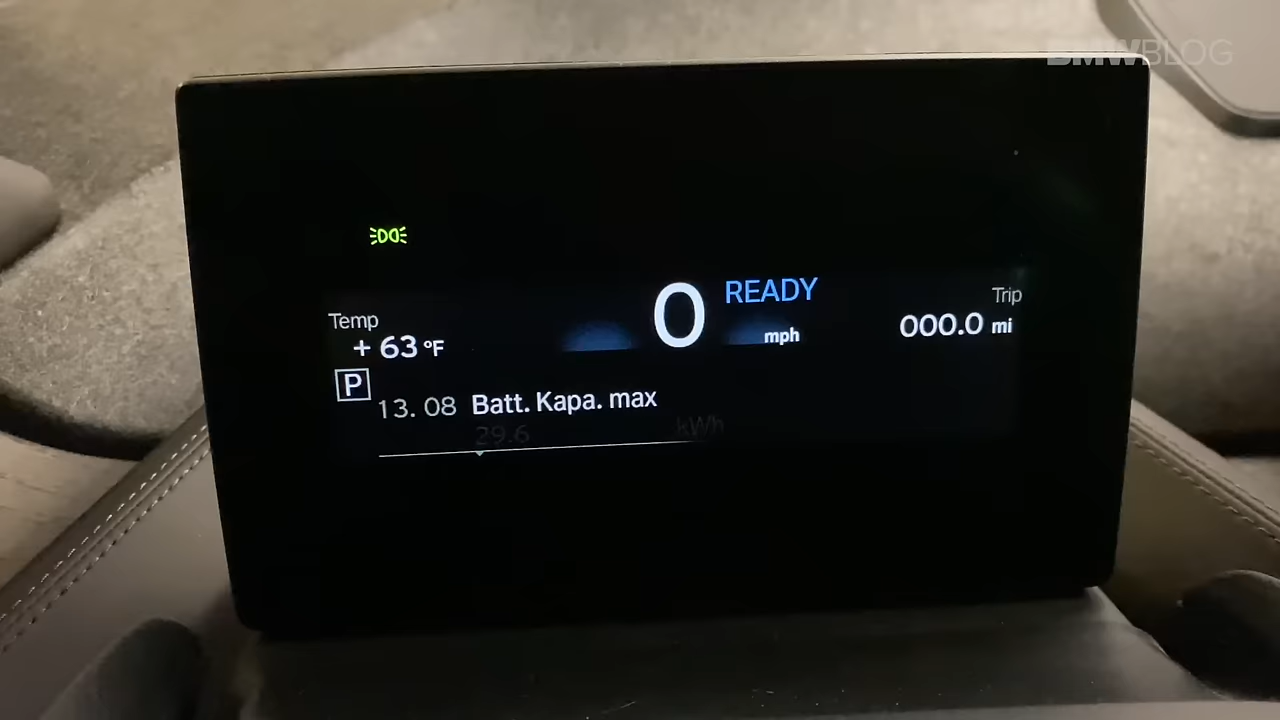 BMWBLOG
READY
0
mph
Temp
+ 63 °F
Trip
000.0 mi
P
13. 08 Batt. Kapa. max
29.6 kWh